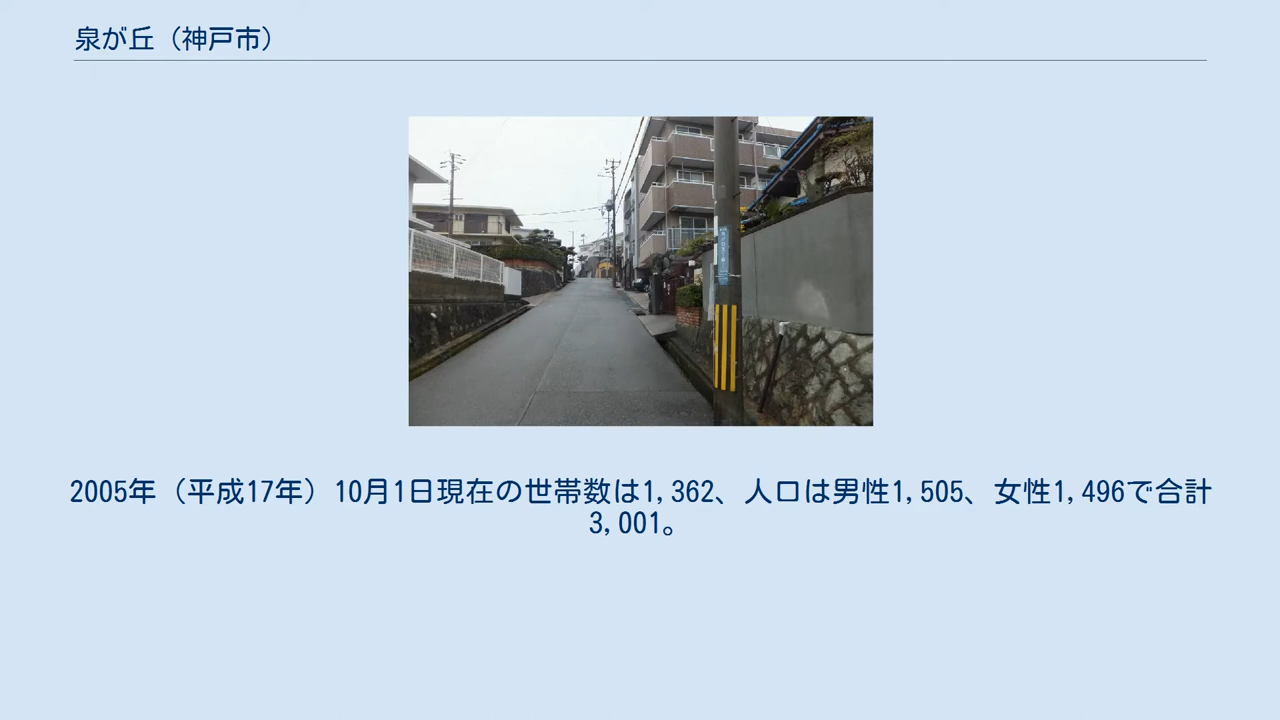 泉が丘（神戸市）
2005年（平成17年）10月1日現在の世帯数は1,362、人口は男性1,505、女性1,496で合計
3,001。